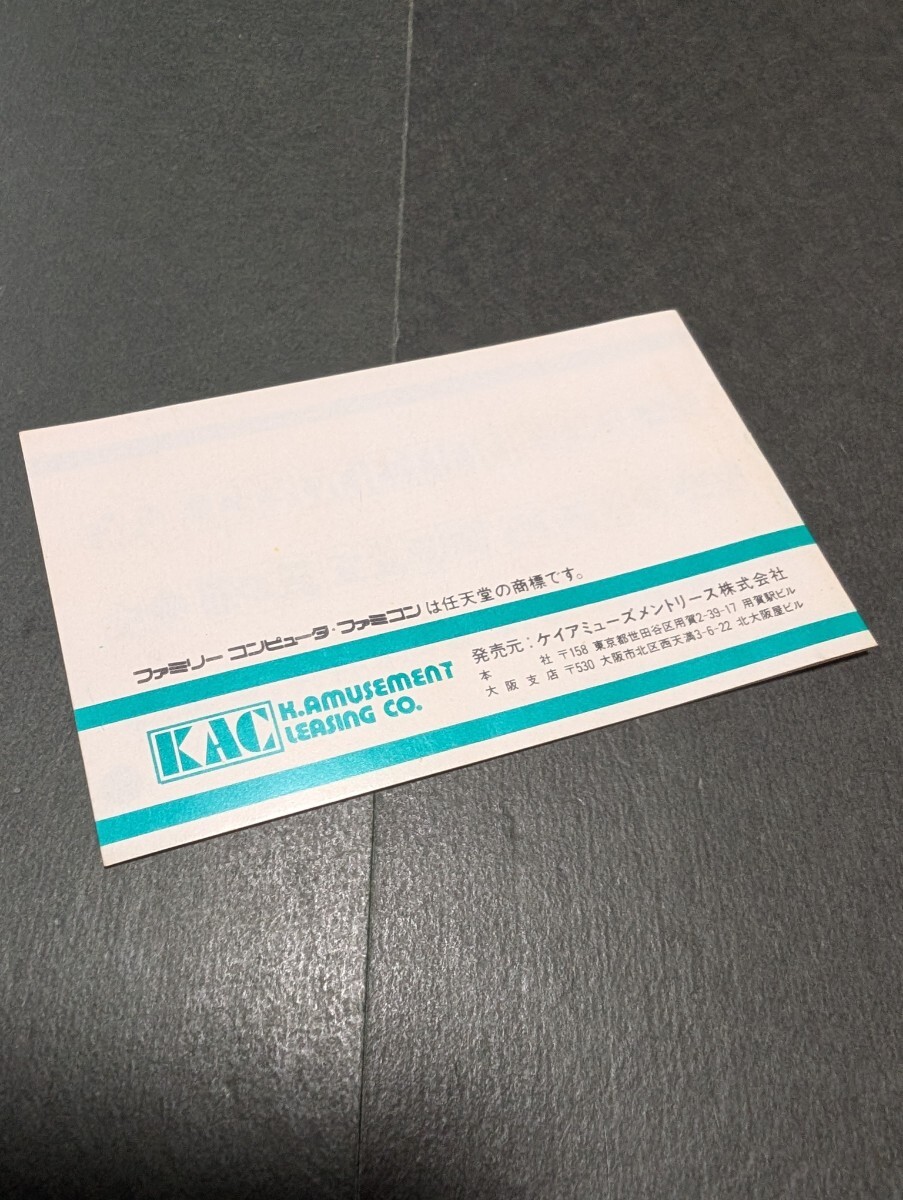 ファミリー コンピュータ・ファミコンは任天堂の商標です。
KAC
K.AMUSEMENT
LEASING CO.
発売元：ケイアミューズメントリース株式会社
本社 〒158 東京都世田谷区用賀2-39-17 用賀駅ビル
大阪支店 〒530 大阪市北区西天満3-6-22 北大阪屋ビル